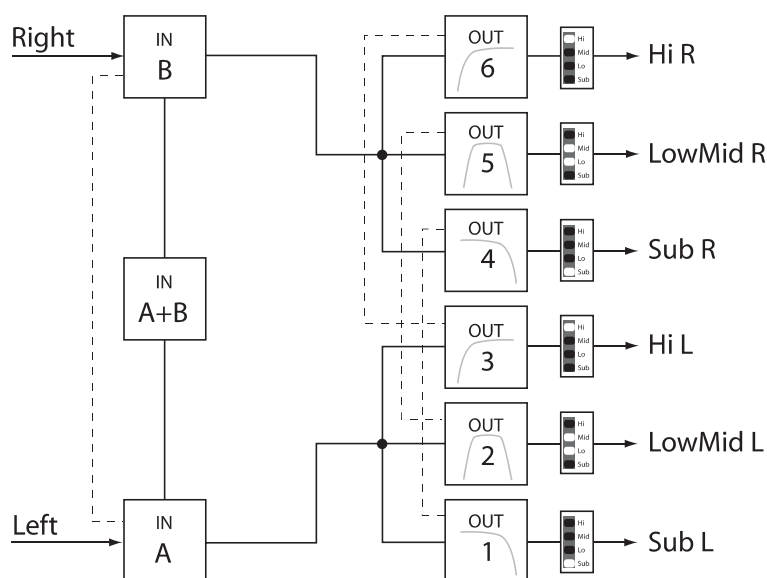 Right
IN
B
OUT
6
Hi
Mid
Lo
Sub
Hi R
OUT
5
Hi
Mid
Lo
Sub
LowMid R
OUT
4
Hi
Mid
Lo
Sub
Sub R
IN
A+B
OUT
3
Hi
Mid
Lo
Sub
Hi L
OUT
2
Hi
Mid
Lo
Sub
LowMid L
Left
IN
A
OUT
1
Hi
Mid
Lo
Sub
Sub L